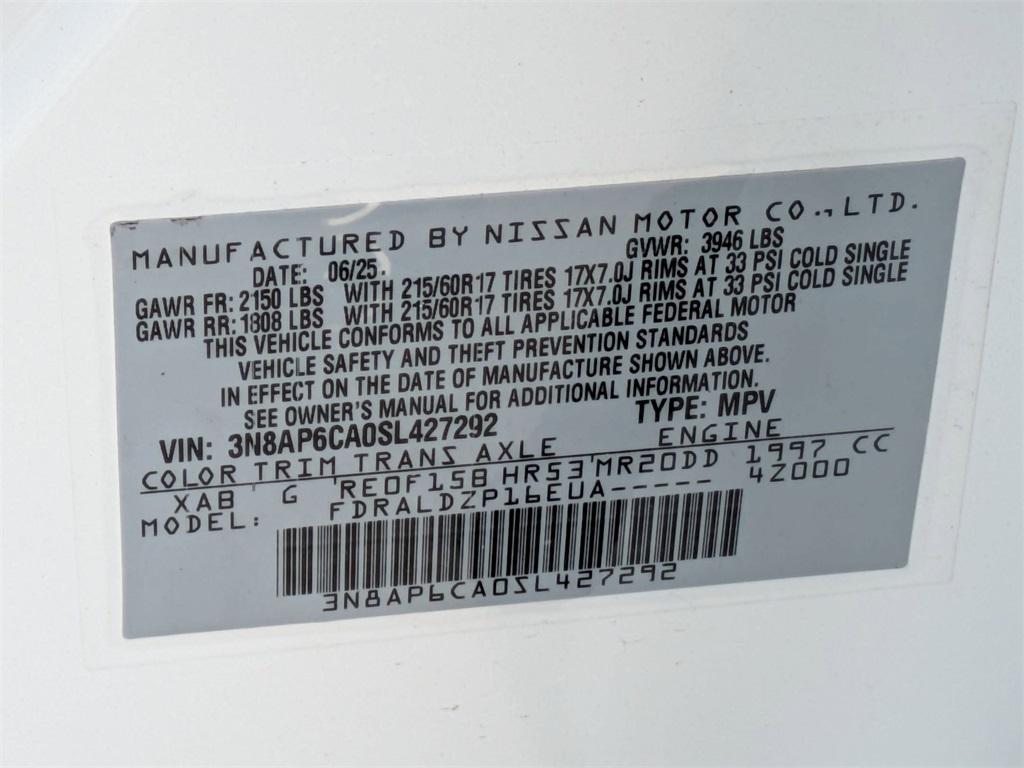 MANUFACTURED BY NISSAN MOTOR CO.,LTD.
DATE: 06/25. GVWR: 3946 LBS
GAWR FR: 2150 LBS WITH 215/60R17 TIRES 17X7.0J RIMS AT 33 PSI COLD SINGLE
GAWR RR: 1808 LBS WITH 215/60R17 TIRES 17X7.0J RIMS AT 33 PSI COLD SINGLE
THIS VEHICLE CONFORMS TO ALL APPLICABLE FEDERAL MOTOR
VEHICLE SAFETY AND THEFT PREVENTION STANDARDS
IN EFFECT ON THE DATE OF MANUFACTURE SHOWN ABOVE.
SEE OWNER'S MANUAL FOR ADDITIONAL INFORMATION.
VIN: 3N8AP6CA0SL427292 TYPE: MPV
COLOR TRIM TRANS AXLE ENGINE
XAB G RE0F15B HR53 MR20DD 1997 CC
MODEL: FDRALDZP16EUA----- 4Z000
3N8AP6CA0SL427292